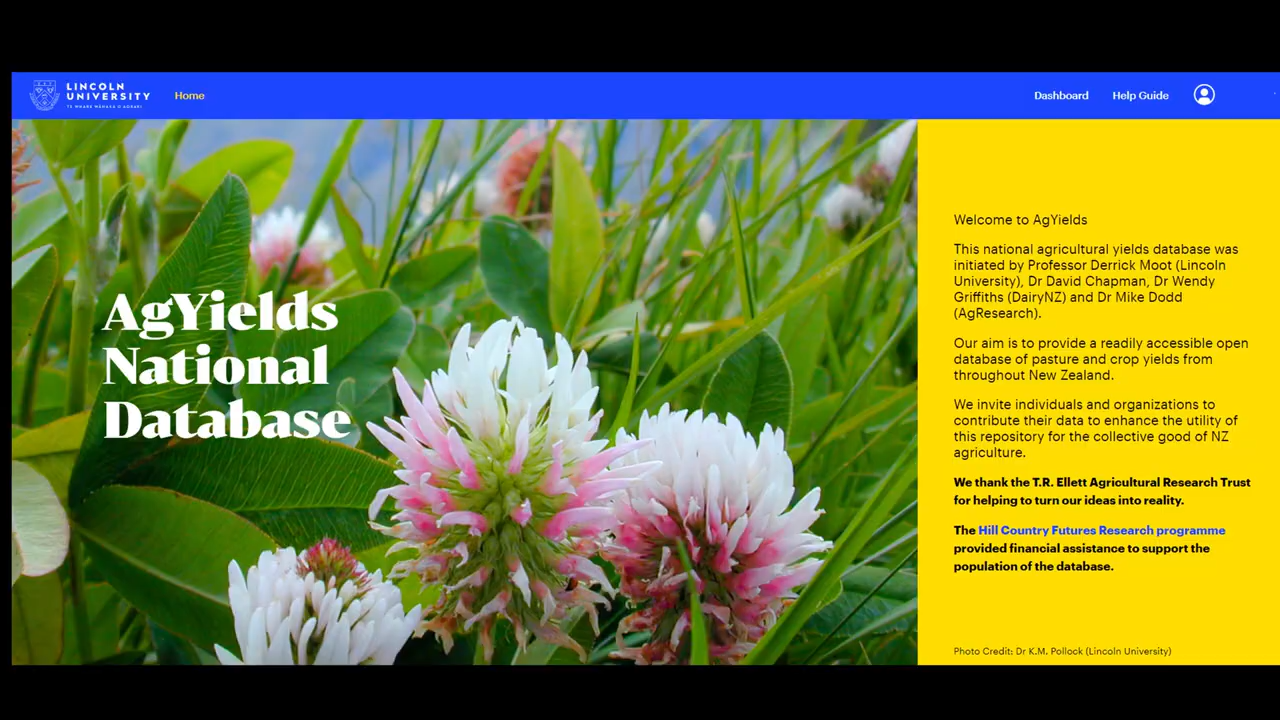 LINCOLN
UNIVERSITY
TE WHARE WĀNAKA O AORAKI
Home
Dashboard
Help Guide
AgYields
National
Database
Welcome to AgYields
This national agricultural yields database was
initiated by Professor Derrick Moot (Lincoln
University), Dr David Chapman, Dr Wendy
Griffiths (DairyNZ) and Dr Mike Dodd
(AgResearch).
Our aim is to provide a readily accessible open
database of pasture and crop yields from
throughout New Zealand.
We invite individuals and organizations to
contribute their data to enhance the utility of
this repository for the collective good of NZ
agriculture.
We thank the T.R. Ellett Agricultural Research Trust
for helping to turn our ideas into reality.
The Hill Country Futures Research programme
provided financial assistance to support the
population of the database.
Photo Credit: Dr K.M. Pollock (Lincoln University)